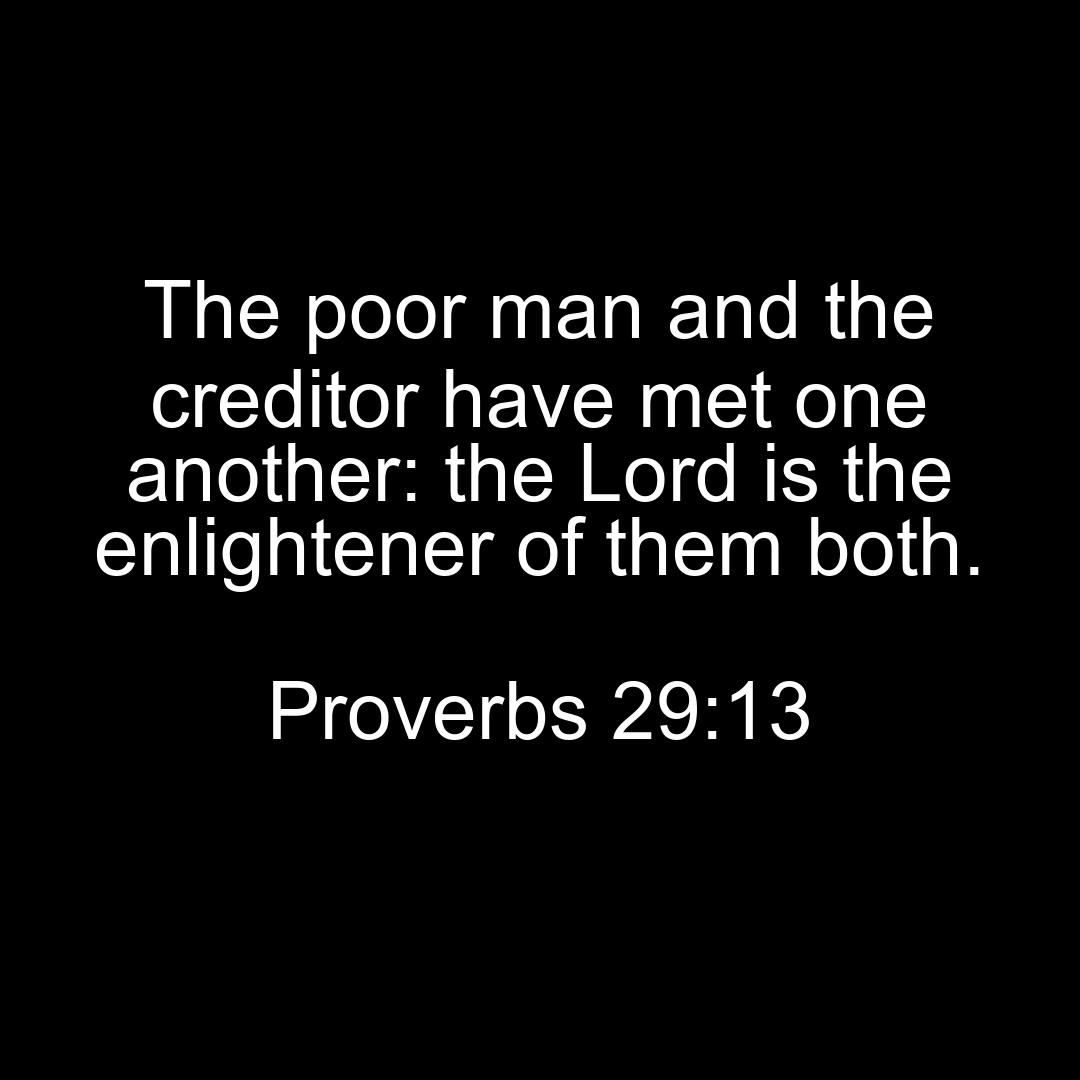 The poor man and the
creditor have met one
another: the Lord is the
enlightener of them both.
Proverbs 29:13